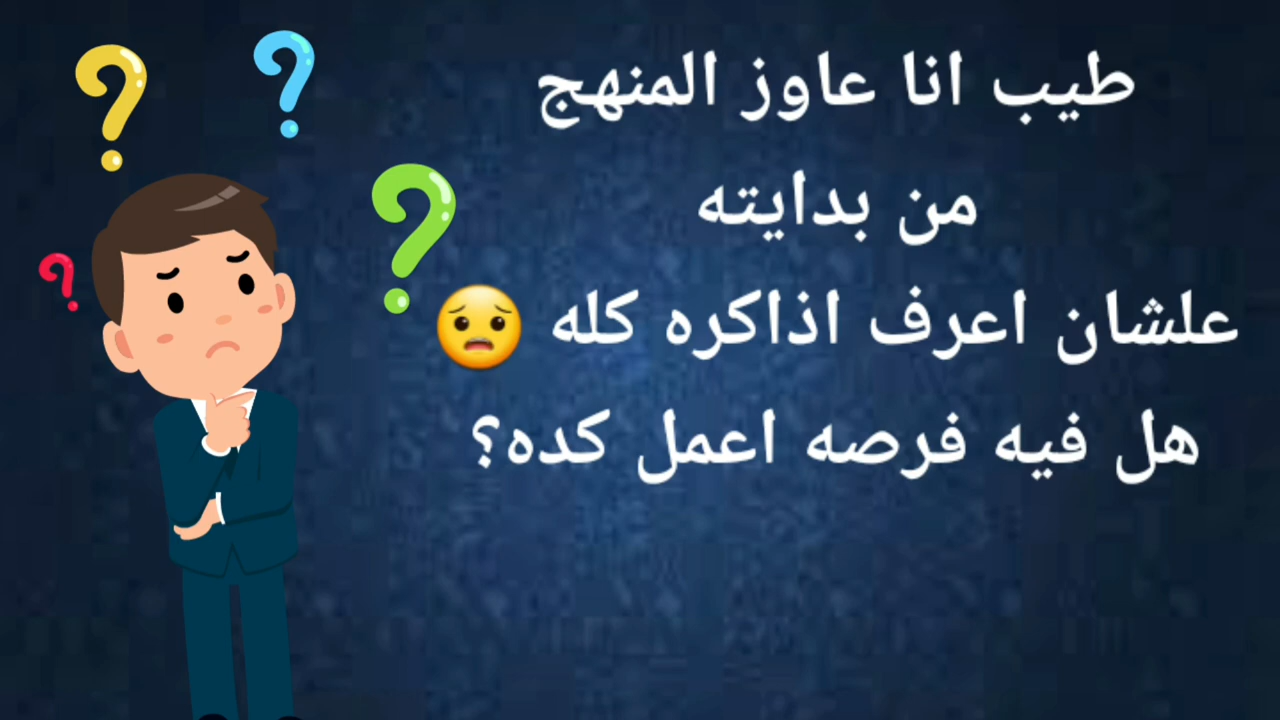 طيب انا عاوز المنهج
من بدايته
علشان اعرف اذاكره كله 😟
هل فيه فرصه اعمل كده؟